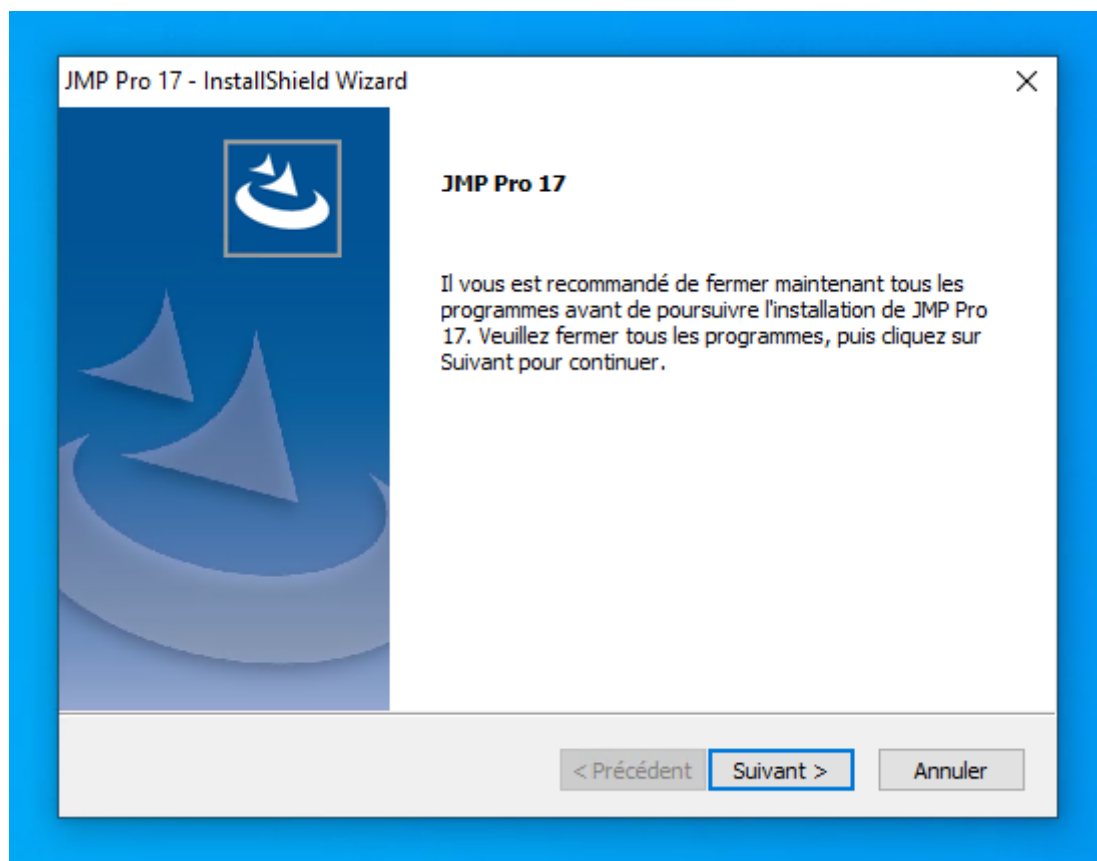 JMP Pro 17 - InstallShield Wizard
JMP Pro 17
Il vous est recommandé de fermer maintenant tous les
programmes avant de poursuivre l'installation de JMP Pro
17. Veuillez fermer tous les programmes, puis cliquez sur
Suivant pour continuer.
< Précédent Suivant > Annuler